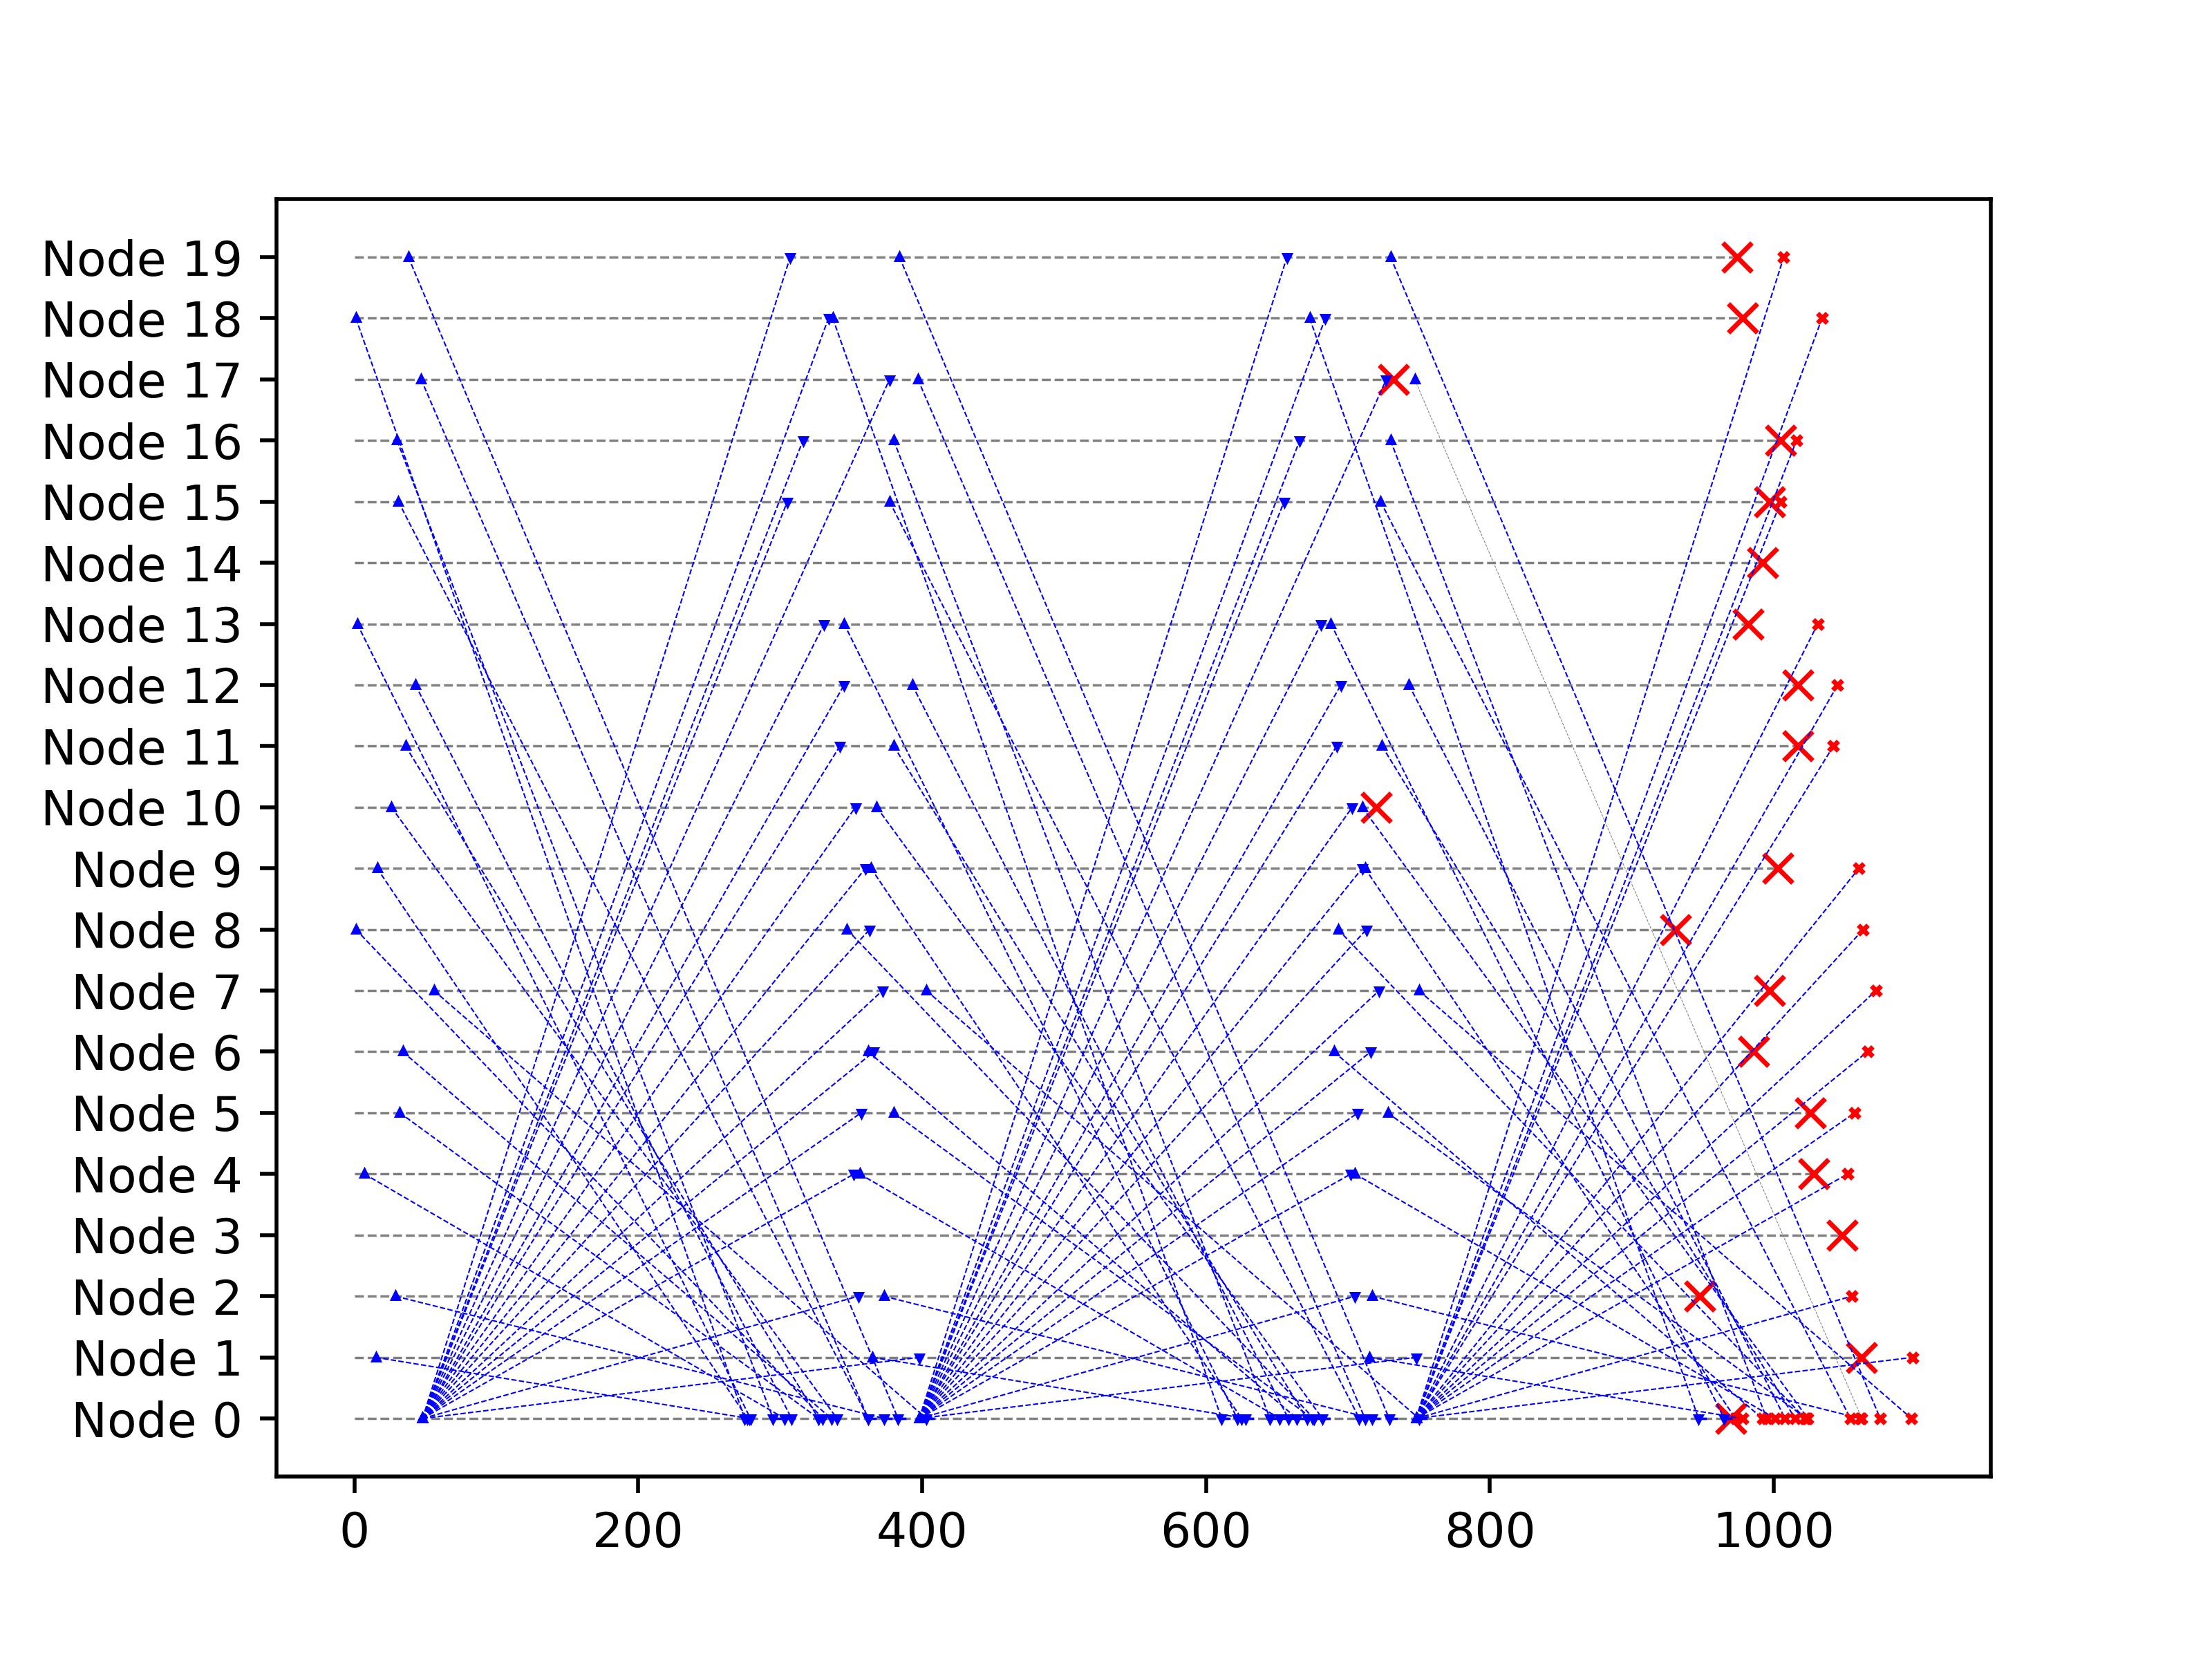 Node 19
Node 18
Node 17
Node 16
Node 15
Node 14
Node 13
Node 12
Node 11
Node 10
Node 9
Node 8
Node 7
Node 6
Node 5
Node 4
Node 3
Node 2
Node 1
Node 0
0 200 400 600 800 1000